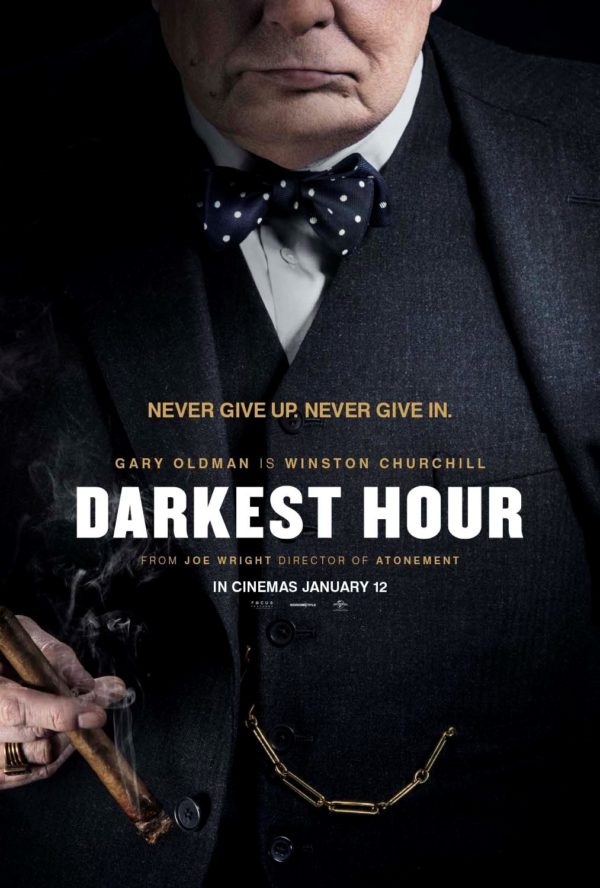 NEVER GIVE UP. NEVER GIVE IN.
GARY OLDMAN IS WINSTON CHURCHILL
DARKEST HOUR
FROM JOE WRIGHT DIRECTOR OF ATONEMENT
IN CINEMAS JANUARY 12
FOCUS